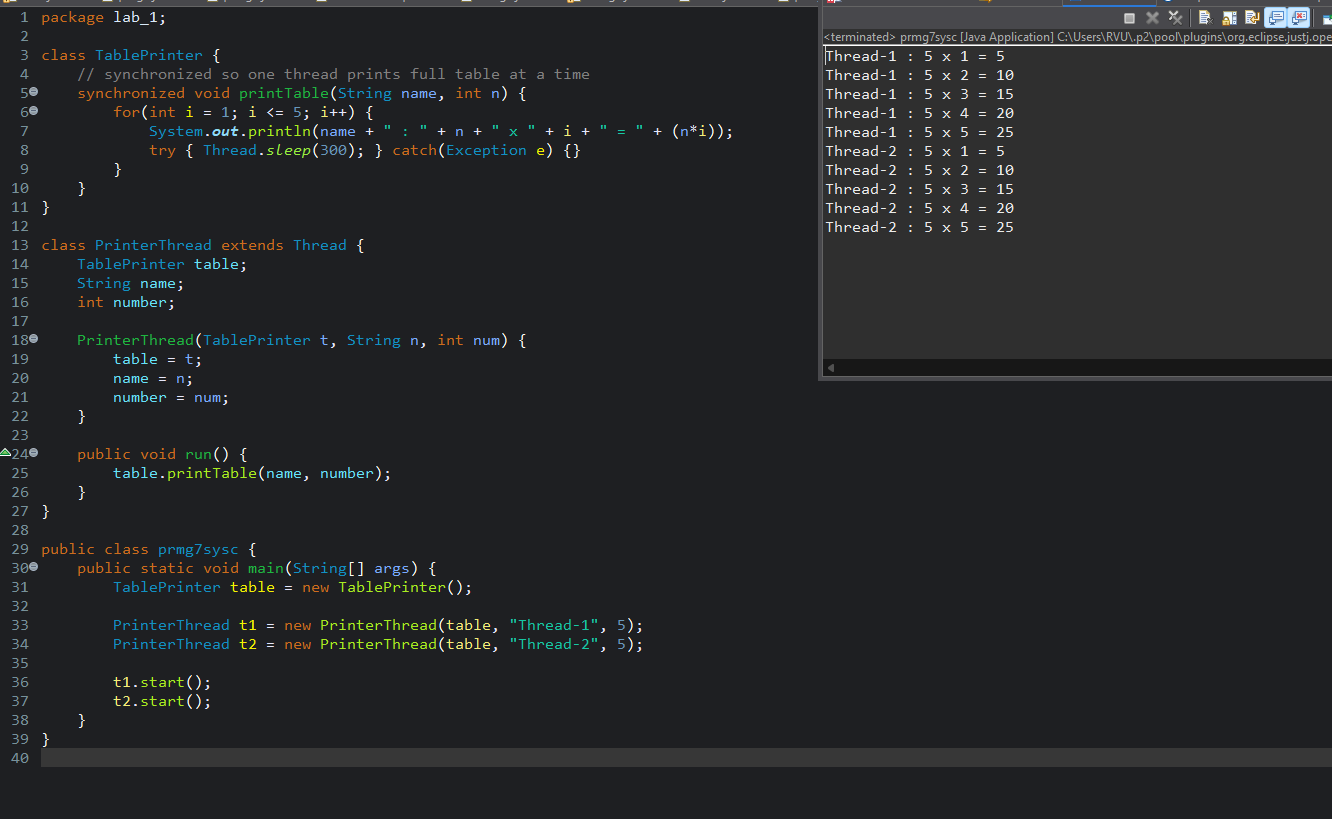 1 package lab_1;
2
3 class TablePrinter {
4     // synchronized so one thread prints full table at a time
5     synchronized void printTable(String name, int n) {
6         for(int i = 1; i <= 5; i++) {
7             System.out.println(name + " : " + n + " x " + i + " = " + (n*i));
8             try { Thread.sleep(300); } catch(Exception e) {}
9         }
10     }
11 }
12
13 class PrinterThread extends Thread {
14     TablePrinter table;
15     String name;
16     int number;
17
18     PrinterThread(TablePrinter t, String n, int num) {
19         table = t;
20         name = n;
21         number = num;
22     }
23
24     public void run() {
25         table.printTable(name, number);
26     }
27 }
28
29 public class prmg7sysc {
30     public static void main(String[] args) {
31         TablePrinter table = new TablePrinter();
32
33         PrinterThread t1 = new PrinterThread(table, "Thread-1", 5);
34         PrinterThread t2 = new PrinterThread(table, "Thread-2", 5);
35
36         t1.start();
37         t2.start();
38     }
39 }
40
<terminated> prmg7sysc [Java Application] C:\Users\RVU\.p2\pool\plugins\org.eclipse.justj.ope
Thread-1 : 5 x 1 = 5
Thread-1 : 5 x 2 = 10
Thread-1 : 5 x 3 = 15
Thread-1 : 5 x 4 = 20
Thread-1 : 5 x 5 = 25
Thread-2 : 5 x 1 = 5
Thread-2 : 5 x 2 = 10
Thread-2 : 5 x 3 = 15
Thread-2 : 5 x 4 = 20
Thread-2 : 5 x 5 = 25